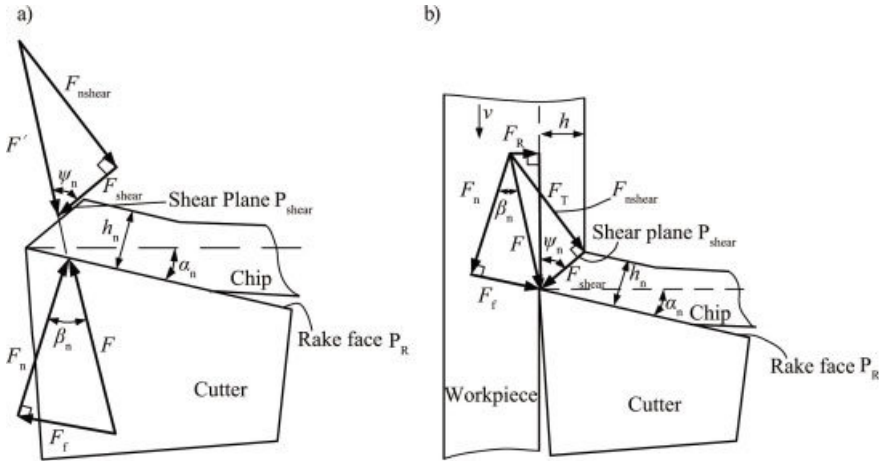 a)
F_nshear
F′
ψ_n
F_shear
Shear Plane P_shear
h_n
α_n
Chip
Rake face P_R
F_n
β_n
F
Cutter
F_f
b)
v
h
F_R
F_n
β_n
F_T
F_nshear
F
ψ_n
Shear plane P_shear
F_shear
h_n
F_f
α_n
Chip
Rake face P_R
Workpiece
Cutter